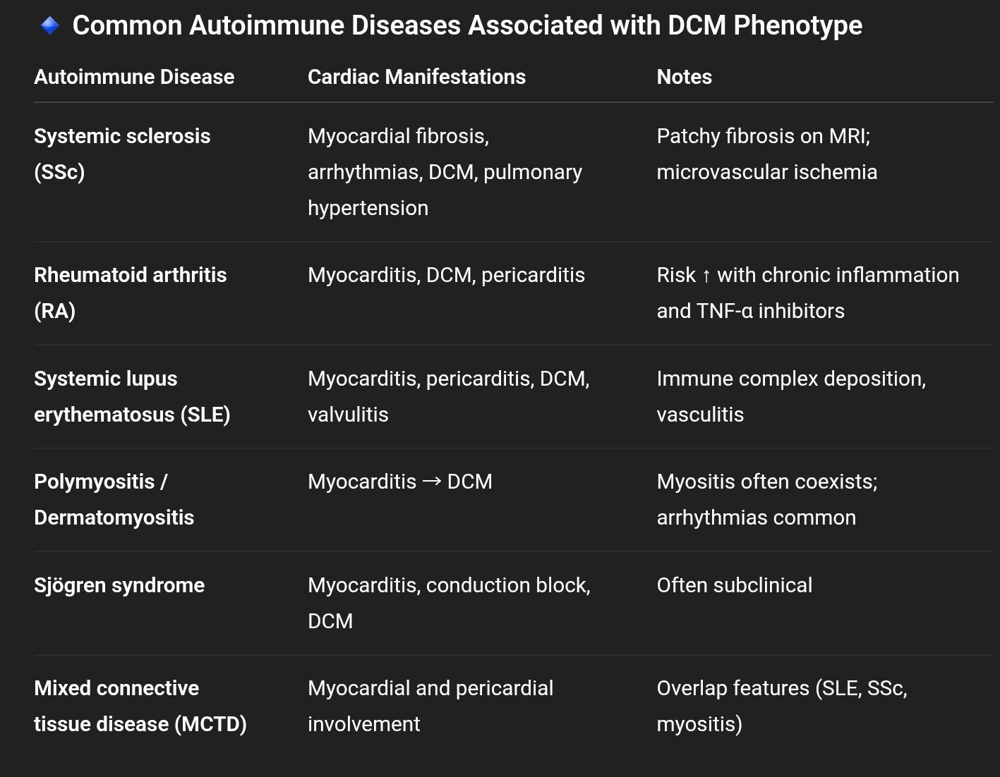 🔹 Common Autoimmune Diseases Associated with DCM Phenotype
Autoimmune Disease Cardiac Manifestations Notes
Systemic sclerosis Myocardial fibrosis, Patchy fibrosis on MRI;
(SSc) arrhythmias, DCM, pulmonary microvascular ischemia
hypertension
Rheumatoid arthritis Myocarditis, DCM, pericarditis Risk ↑ with chronic inflammation
(RA) and TNF-α inhibitors
Systemic lupus Myocarditis, pericarditis, DCM, Immune complex deposition,
erythematosus (SLE) valvulitis vasculitis
Polymyositis / Myocarditis → DCM Myositis often coexists;
Dermatomyositis arrhythmias common
Sjögren syndrome Myocarditis, conduction block, Often subclinical
DCM
Mixed connective Myocardial and pericardial Overlap features (SLE, SSc,
tissue disease (MCTD) involvement myositis)